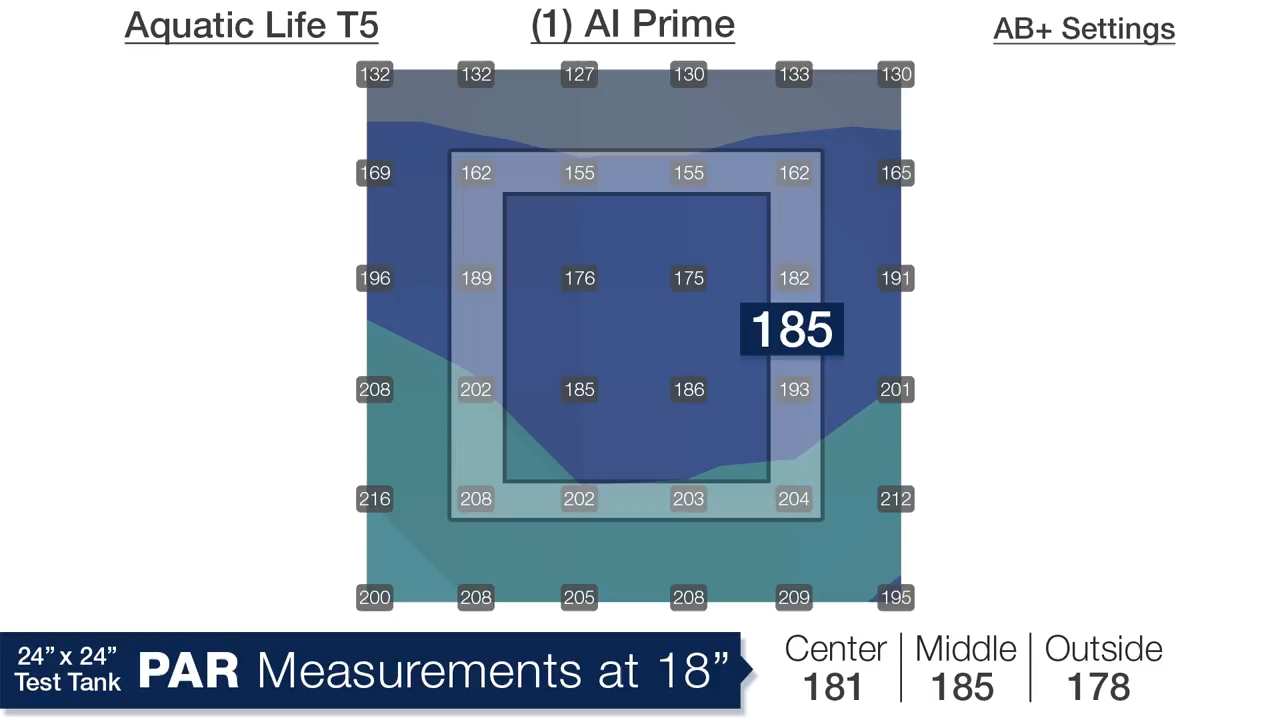 Aquatic Life T5
(1) AI Prime
AB+ Settings
132 132 127 130 133 130
169 162 155 155 162 165
196 189 176 175 182 191
185
208 202 185 186 193 201
216 208 202 203 204 212
200 208 205 208 209 195
24” x 24”
Test Tank
PAR Measurements at 18”
Center Middle Outside
181 185 178